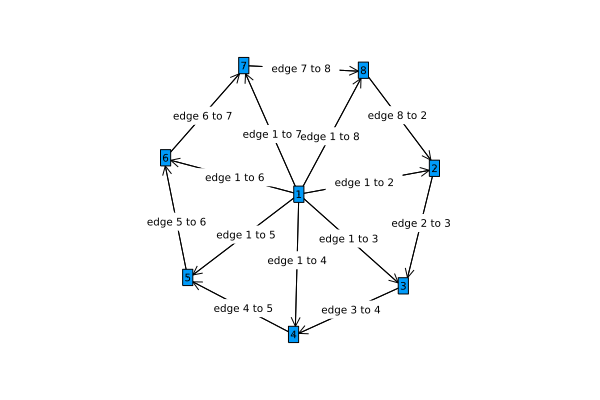 7
edge 7 to 8
8
edge 6 to 7
edge 8 to 2
edge 1 to 7
edge 1 to 8
6
edge 1 to 6
edge 1 to 2
2
1
edge 5 to 6
edge 2 to 3
edge 1 to 5
edge 1 to 3
edge 1 to 4
5
3
edge 4 to 5
edge 3 to 4
4